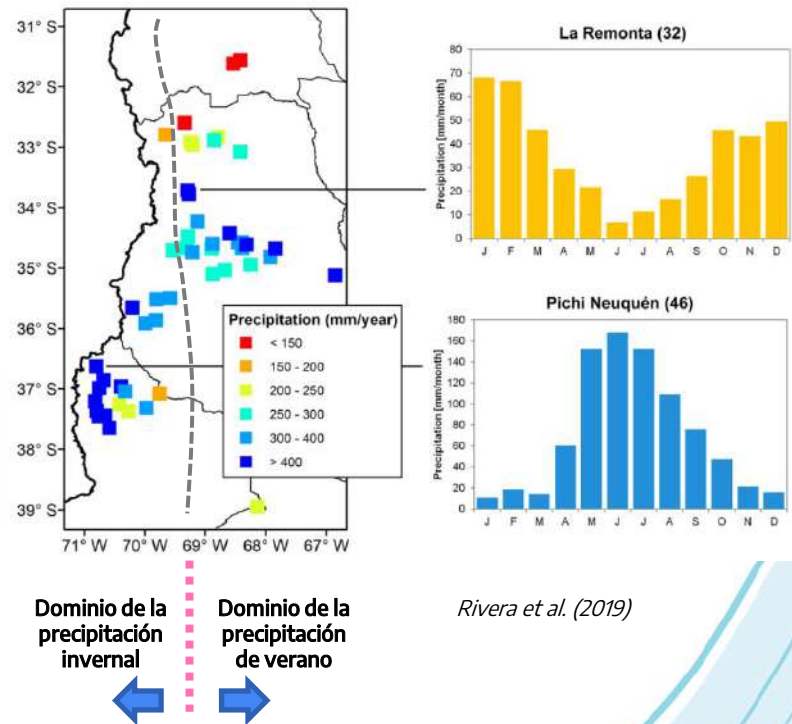 31° S
32° S
33° S
34° S
35° S
36° S
37° S
38° S
39° S
71° W
70° W
69° W
68° W
67° W
Precipitation (mm/year)
< 150
150 - 200
200 - 250
250 - 300
300 - 400
> 400
La Remonta (32)
Precipitation [mm/month]
80
70
60
50
40
30
20
10
0
J F M A M J J A S O N D
Pichi Neuquén (46)
Precipitation [mm/month]
180
160
140
120
100
80
60
40
20
0
J F M A M J J A S O N D
Dominio de la
precipitación
invernal
Dominio de la
precipitación
de verano
Rivera et al. (2019)